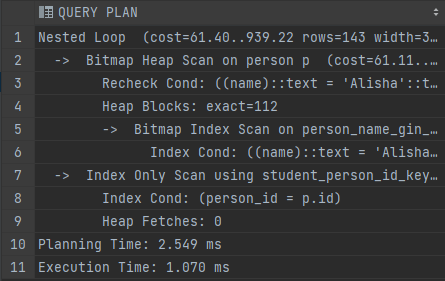 QUERY PLAN
1 Nested Loop  (cost=61.40..939.22 rows=143 width=3…
2   ->  Bitmap Heap Scan on person p  (cost=61.11..…
3         Recheck Cond: ((name)::text = 'Alisha'::t…
4         Heap Blocks: exact=112
5         ->  Bitmap Index Scan on person_name_gin_…
6               Index Cond: ((name)::text = 'Alisha…
7   ->  Index Only Scan using student_person_id_key…
8         Index Cond: (person_id = p.id)
9         Heap Fetches: 0
10 Planning Time: 2.549 ms
11 Execution Time: 1.070 ms